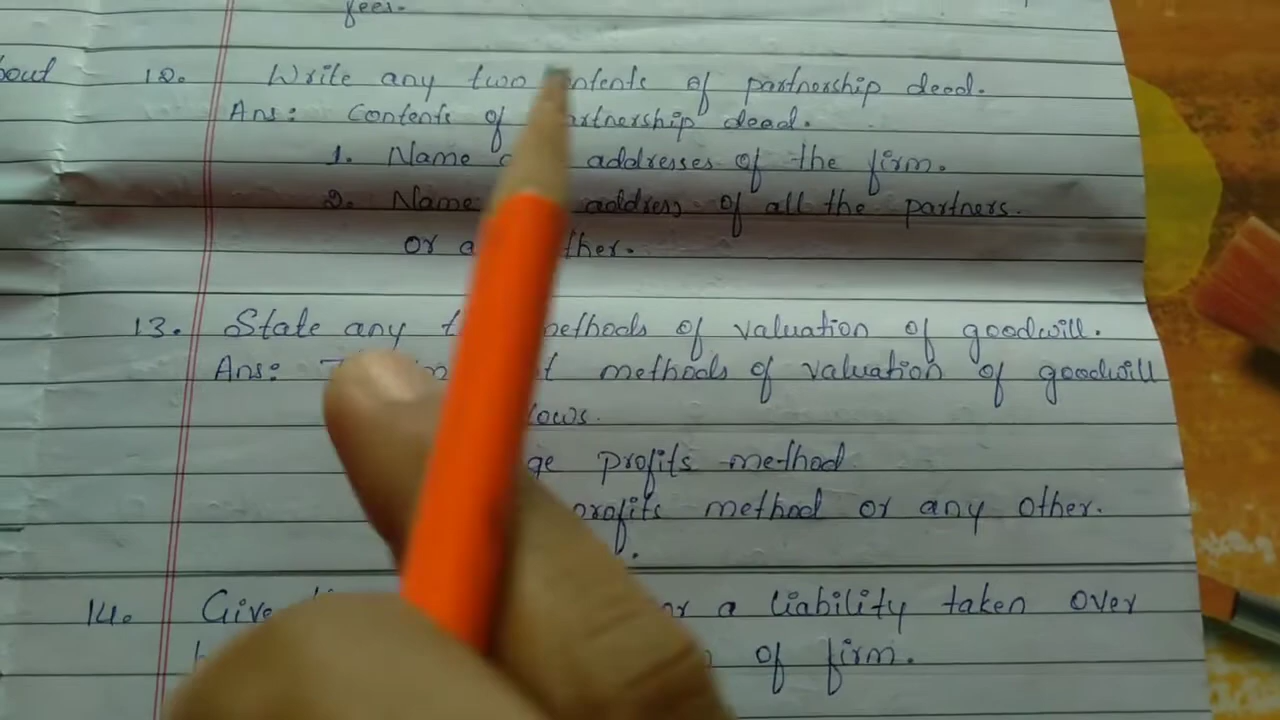 fees.
bout
12. Write any two contents of partnership deed.
Ans: Contents of partnership deed.
1. Name addresses of the firm.
2. Name address of all the partners.
or other.
13. State any methods of valuation of goodwill.
Ans: methods of valuation of goodwill
profits method
profits method or any other.
14. Give a liability taken over
of firm.